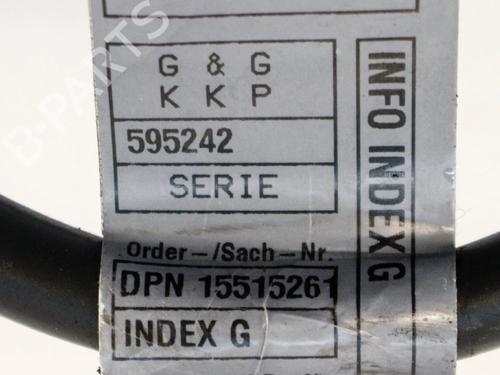 G & G
K K P
595242
SERIE
Order-/Sach-Nr.
DPN 15515261
INDEX G
INFO INDEX G
B-PARTS